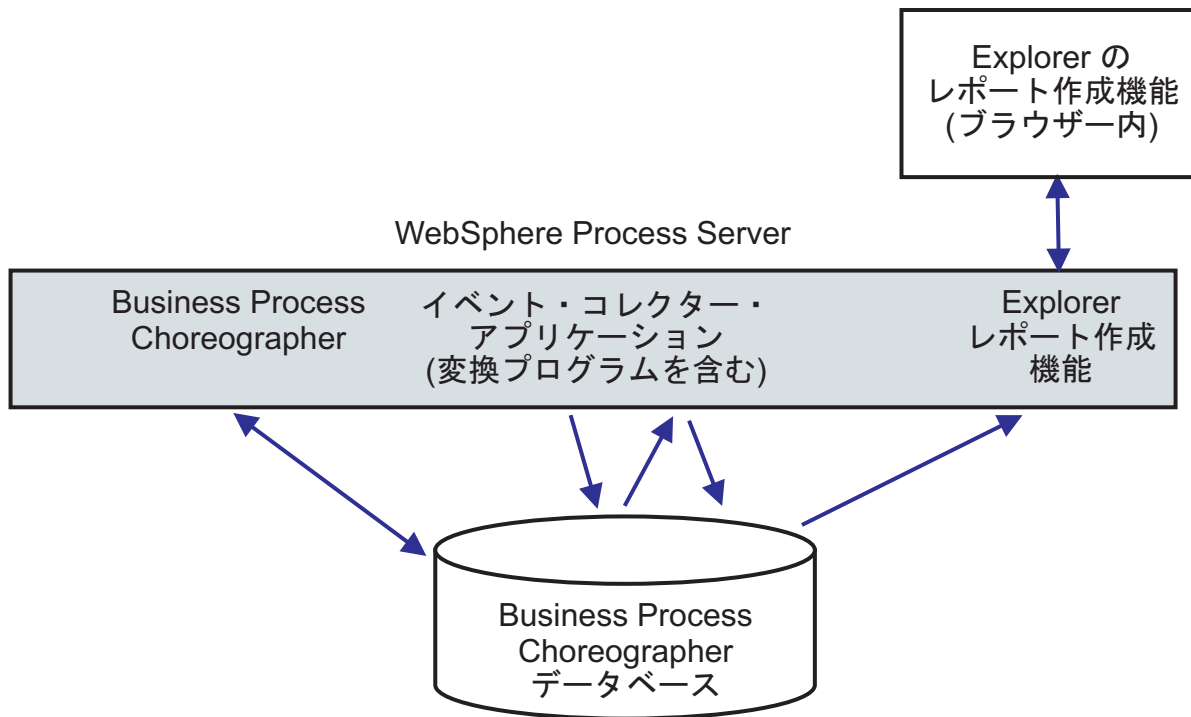 Explorer の
レポート作成機能
(ブラウザー内)
WebSphere Process Server
Business Process
Choreographer
イベント・コレクター・
アプリケーション
(変換プログラムを含む)
Explorer
レポート作成
機能
Business Process
Choreographer
データベース